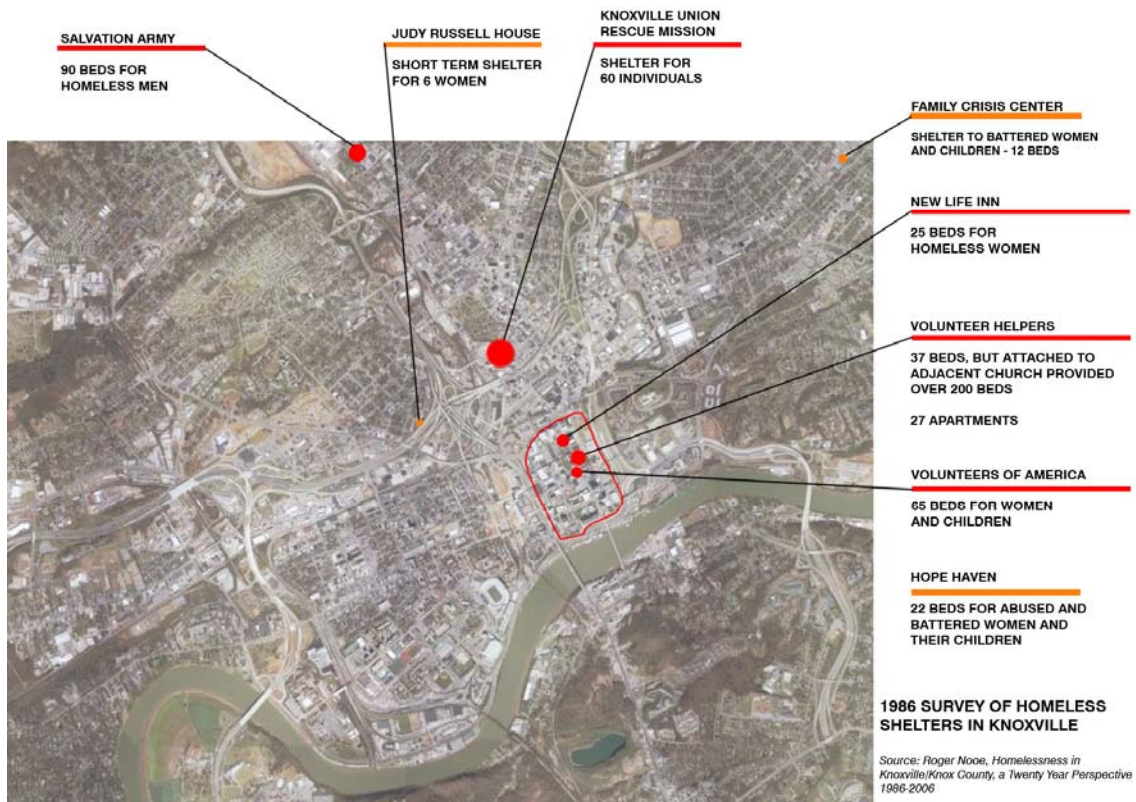 SALVATION ARMY
90 BEDS FOR
HOMELESS MEN
JUDY RUSSELL HOUSE
SHORT TERM SHELTER
FOR 6 WOMEN
KNOXVILLE UNION
RESCUE MISSION
SHELTER FOR
60 INDIVIDUALS
FAMILY CRISIS CENTER
SHELTER TO BATTERED WOMEN
AND CHILDREN - 12 BEDS
NEW LIFE INN
25 BEDS FOR
HOMELESS WOMEN
VOLUNTEER HELPERS
37 BEDS, BUT ATTACHED TO
ADJACENT CHURCH PROVIDED
OVER 200 BEDS
27 APARTMENTS
VOLUNTEERS OF AMERICA
65 BEDS FOR WOMEN
AND CHILDREN
HOPE HAVEN
22 BEDS FOR ABUSED AND
BATTERED WOMEN AND
THEIR CHILDREN
1986 SURVEY OF HOMELESS
SHELTERS IN KNOXVILLE
Source: Roger Nooe, Homelessness in
Knoxville/Knox County, a Twenty Year Perspective
1986-2006